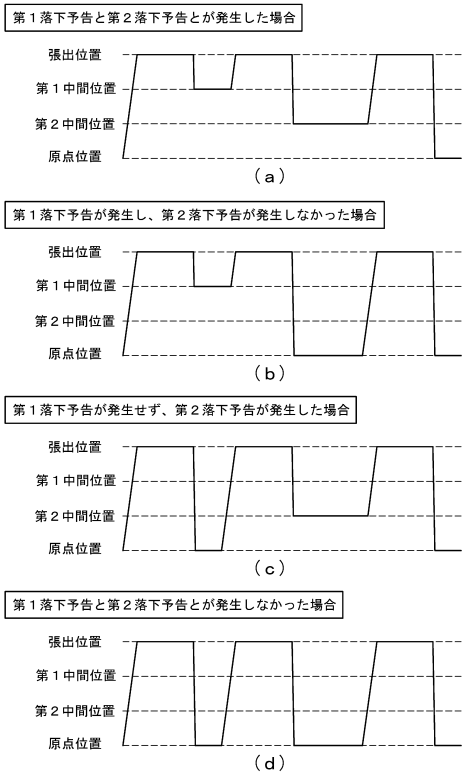 第１落下予告と第２落下予告とが発生した場合
張出位置
第１中間位置
第２中間位置
原点位置
（ａ）
第１落下予告が発生し、第２落下予告が発生しなかった場合
張出位置
第１中間位置
第２中間位置
原点位置
（ｂ）
第１落下予告が発生せず、第２落下予告が発生した場合
張出位置
第１中間位置
第２中間位置
原点位置
（ｃ）
第１落下予告と第２落下予告とが発生しなかった場合
張出位置
第１中間位置
第２中間位置
原点位置
（ｄ）